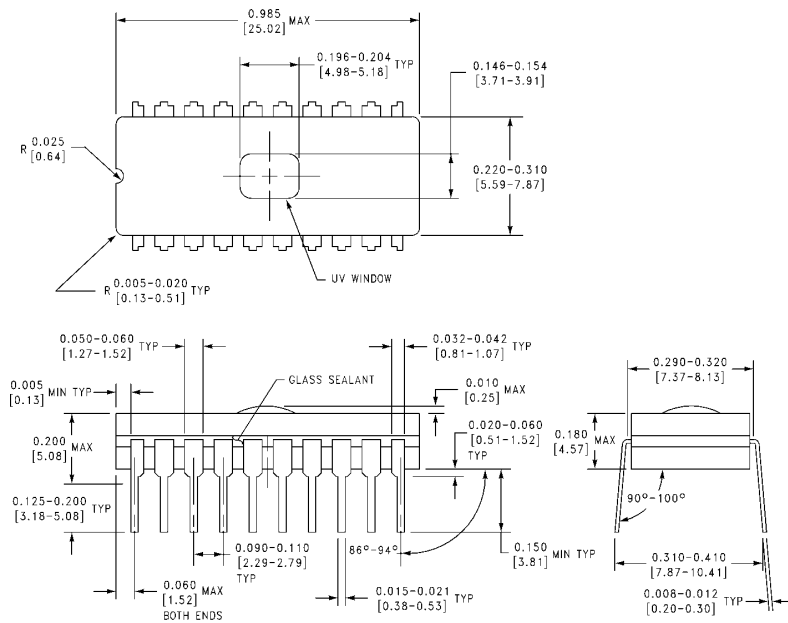 0.985
[25.02] MAX
0.196-0.204
[4.98-5.18] TYP
0.146-0.154
[3.71-3.91]
R 0.025
[0.64]
0.220-0.310
[5.59-7.87]
UV WINDOW
R 0.005-0.020
[0.13-0.51] TYP
0.050-0.060
[1.27-1.52] TYP
0.032-0.042
[0.81-1.07] TYP
0.290-0.320
[7.37-8.13]
GLASS SEALANT
0.005
[0.13] MIN TYP
0.010
[0.25] MAX
0.020-0.060
[0.51-1.52]
TYP
0.200
[5.08] MAX
0.180
[4.57] MAX
0.125-0.200
[3.18-5.08] TYP
90°-100°
0.090-0.110
[2.29-2.79]
TYP
86°-94°
0.150
[3.81] MIN TYP
0.310-0.410
[7.87-10.41]
0.060
[1.52] MAX
BOTH ENDS
0.015-0.021
[0.38-0.53] TYP
0.008-0.012
[0.20-0.30] TYP